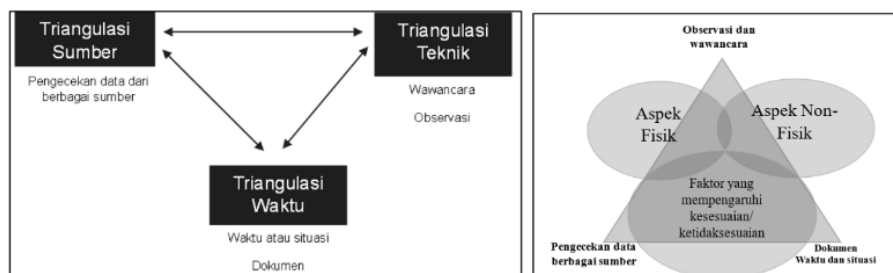 Triangulasi
Sumber
Pengecekan data dari
berbagai sumber
Triangulasi
Teknik
Wawancara
Observasi
Triangulasi
Waktu
Waktu atau situasi
Dokumen
Observasi dan
wawancara
Aspek
Fisik
Aspek Non-
Fisik
Faktor yang
mempengaruhi
kesesuaian/
ketidaksesuaian
Pengecekan data
berbagai sumber
Dokumen
Waktu dan situasi